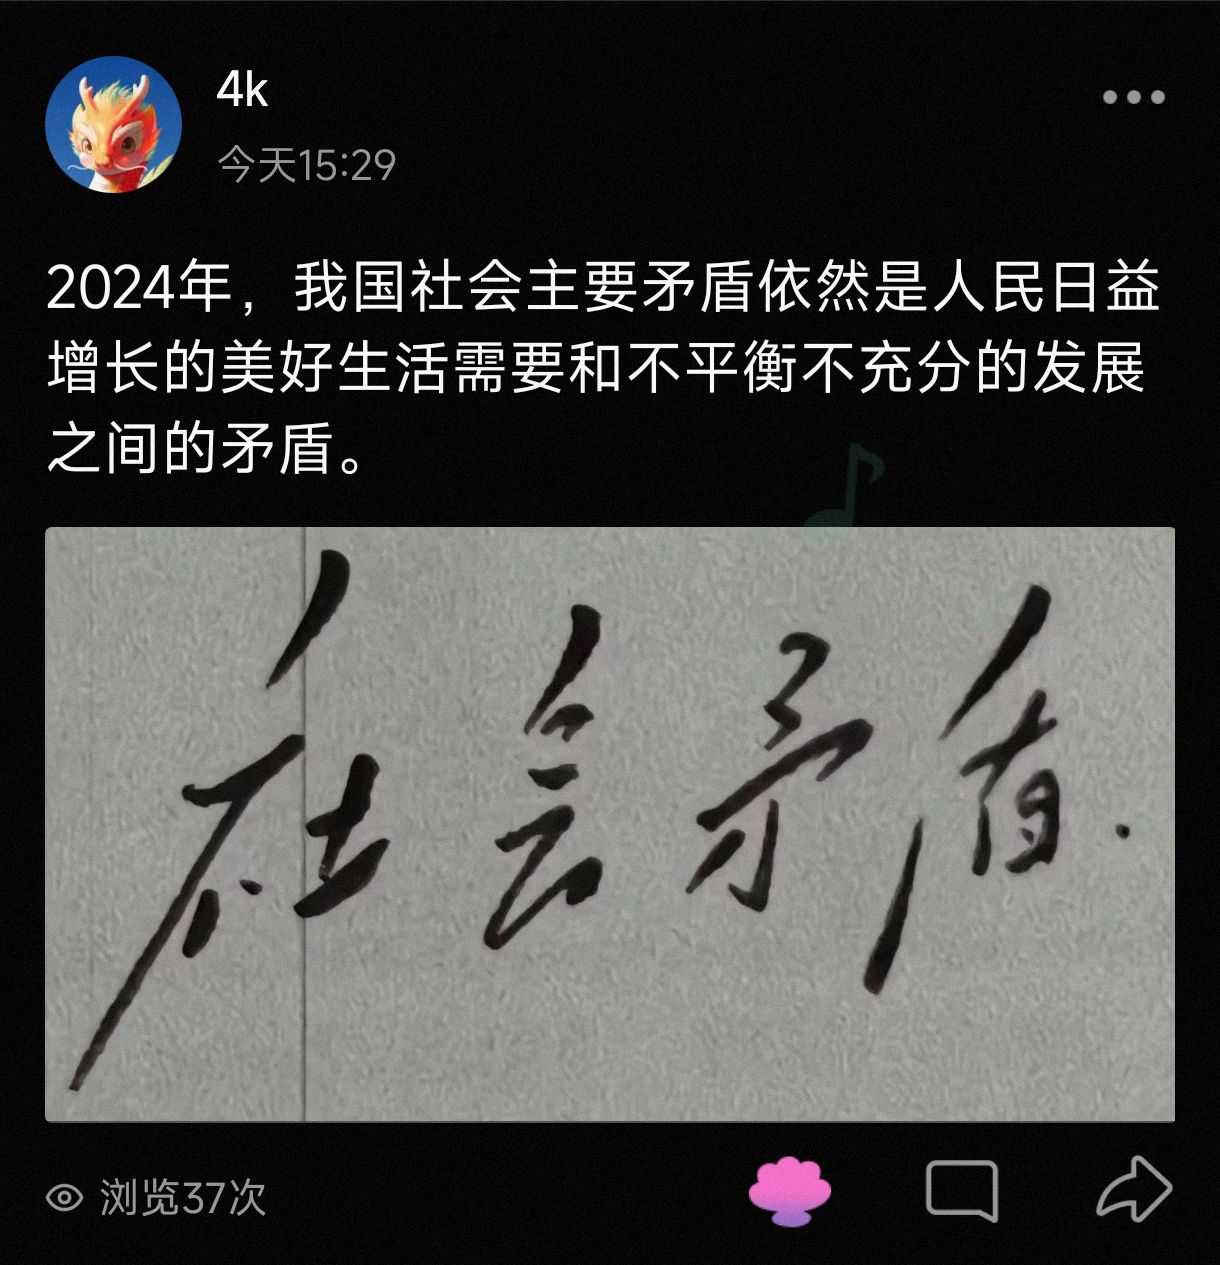 4k
今天15:29
2024年，我国社会主要矛盾依然是人民日益
增长的美好生活需要和不平衡不充分的发展
之间的矛盾。
社会矛盾.
浏览37次